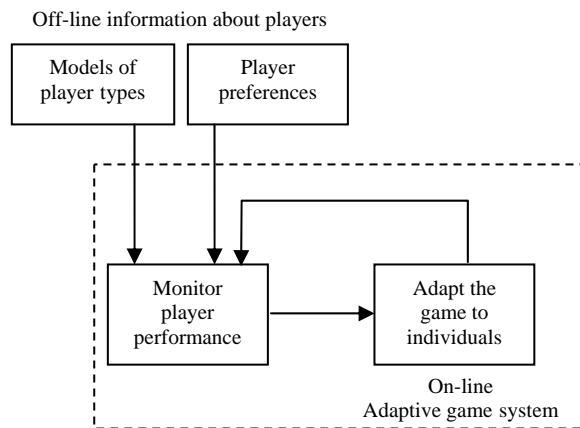 Off-line information about players
Models of
player types
Player
preferences
Monitor
player
performance
Adapt the
game to
individuals
On-line
Adaptive game system